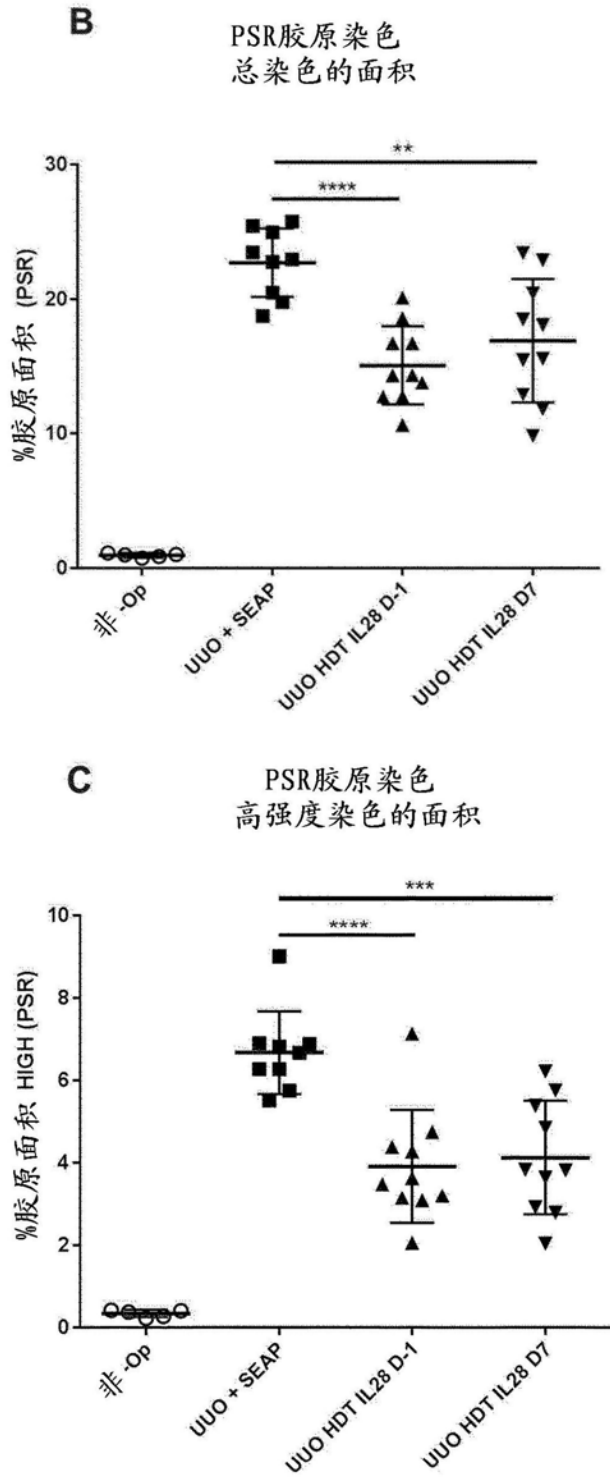 B
PSR胶原染色
总染色的面积
**
****
%胶原面积 (PSR)
30
20
10
0
非 -Op
UUO + SEAP
UUO HDT IL28 D-1
UUO HDT IL28 D7
C
PSR胶原染色
高强度染色的面积
***
****
%胶原面积 HIGH (PSR)
10
8
6
4
2
0
非 -Op
UUO + SEAP
UUO HDT IL28 D-1
UUO HDT IL28 D7